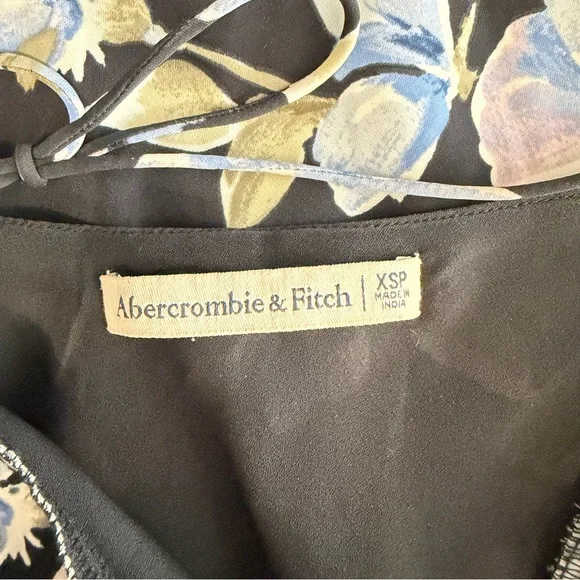 Abercrombie & Fitch | XSP
MADE IN
INDIA